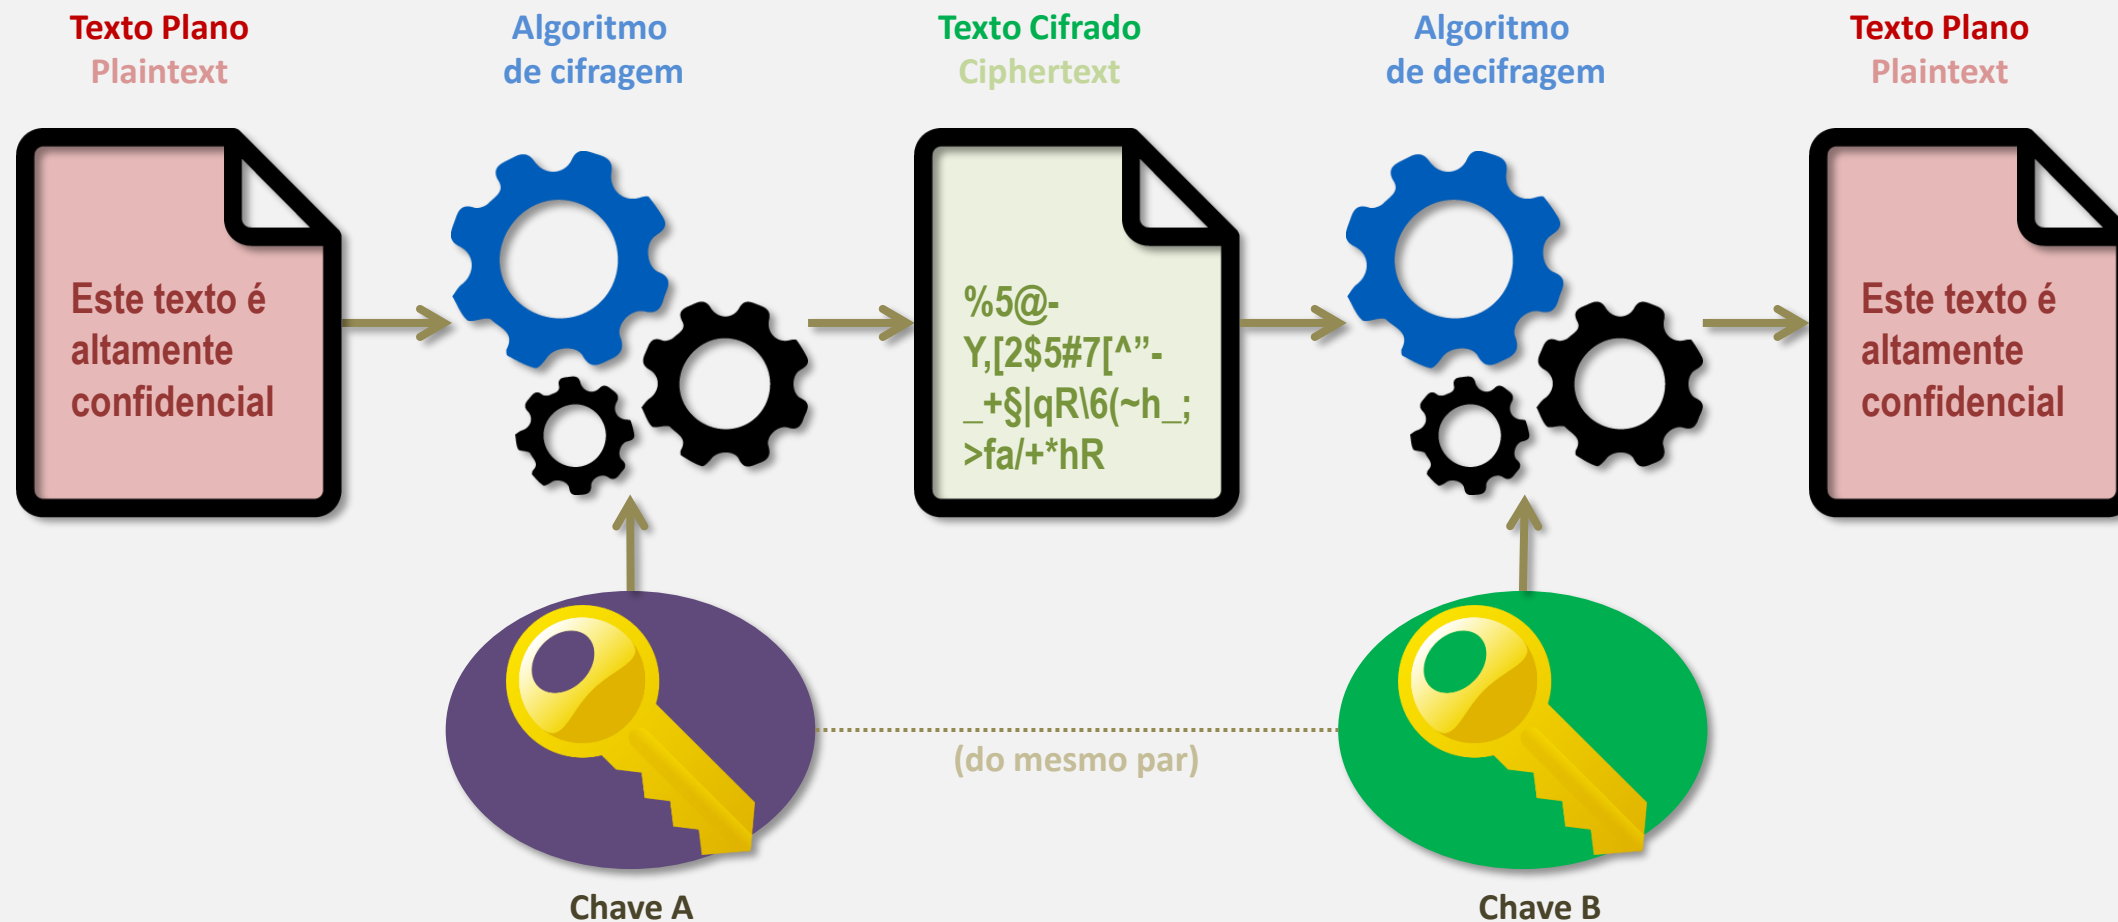 Texto Plano
Plaintext
Algoritmo
de cifragem
Texto Cifrado
Ciphertext
Algoritmo
de decifragem
Texto Plano
Plaintext
Este texto é
altamente
confidencial
%5@-
Y,[2$5#7[^”-
_+§|qR\6(~h_;
>fa/+*hR
Este texto é
altamente
confidencial
(do mesmo par)
Chave A
Chave B